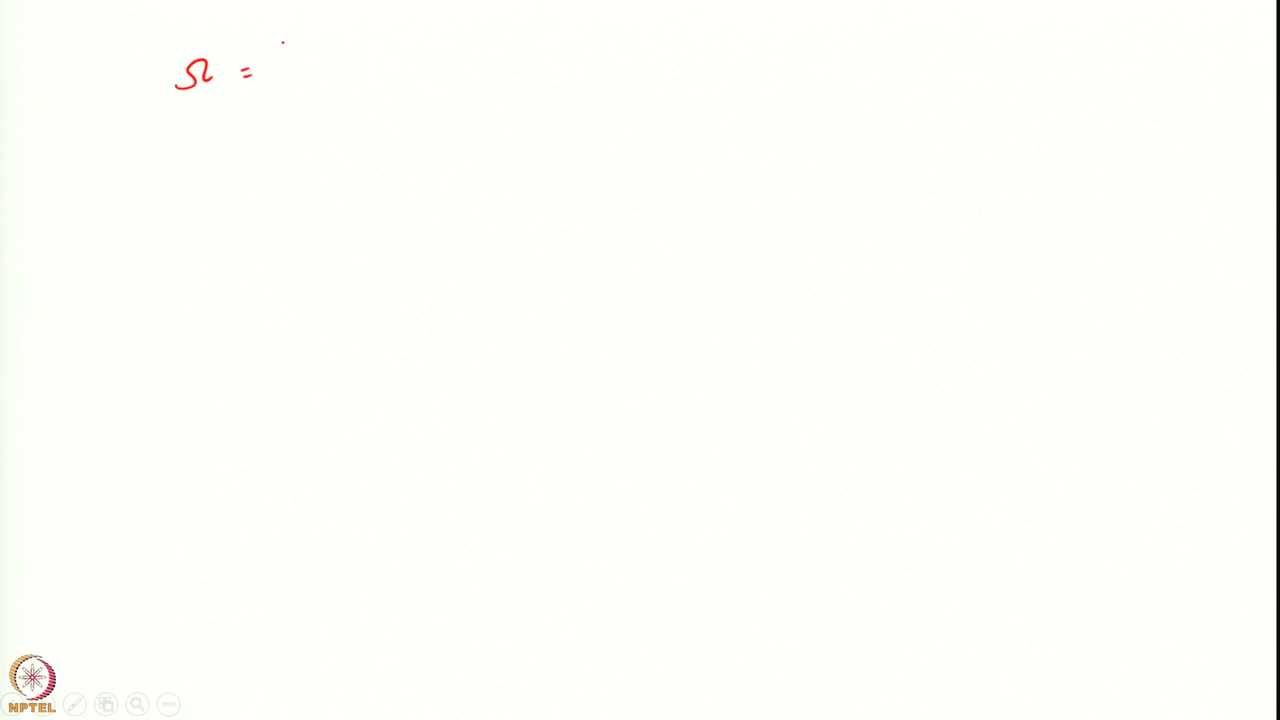 Ω =
NPTEL